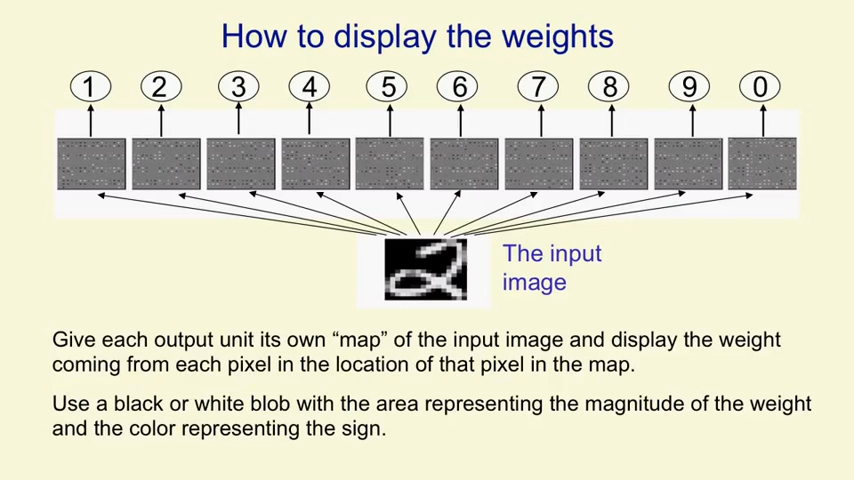 How to display the weights
1 2 3 4 5 6 7 8 9 0
The input
image
Give each output unit its own “map” of the input image and display the weight
coming from each pixel in the location of that pixel in the map.
Use a black or white blob with the area representing the magnitude of the weight
and the color representing the sign.